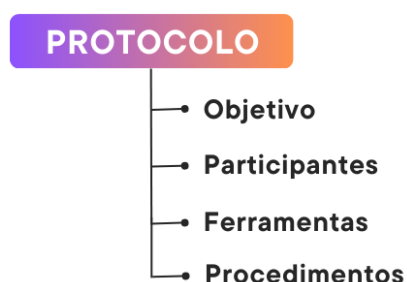 PROTOCOLO
Objetivo
Participantes
Ferramentas
Procedimentos